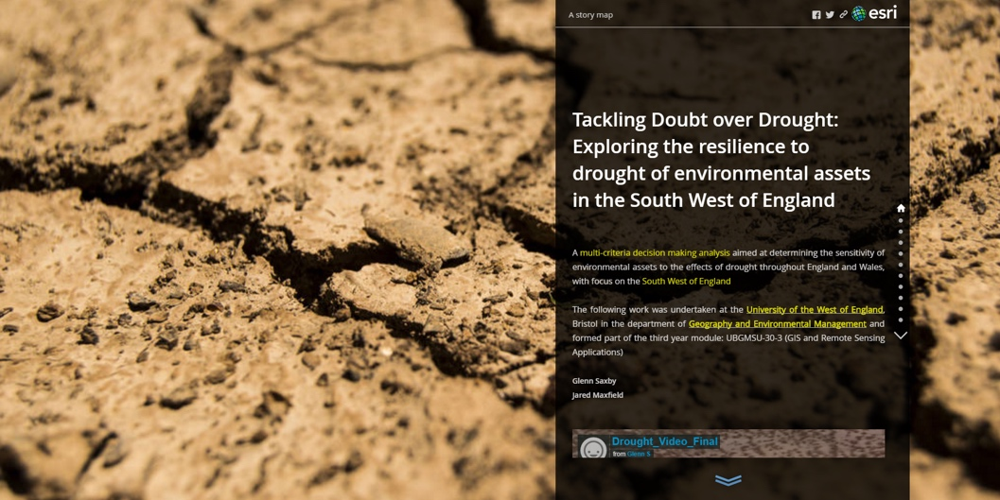 A story map
esri
Tackling Doubt over Drought:
Exploring the resilience to
drought of environmental assets
in the South West of England
A multi-criteria decision making analysis aimed at determining the sensitivity of
environmental assets to the effects of drought throughout England and Wales,
with focus on the South West of England
The following work was undertaken at the University of the West of England,
Bristol in the department of Geography and Environmental Management and
formed part of the third year module: UBGMSU-30-3 (GIS and Remote Sensing
Applications)
Glenn Saxby
Jared Maxfield
Drought_Video_Final
from Glenn S